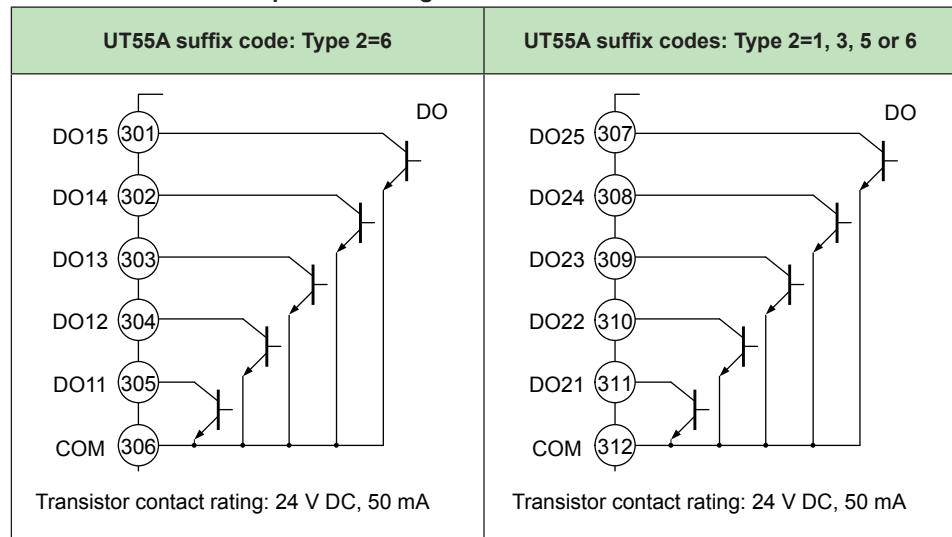 UT55A suffix code: Type 2=6
DO
DO15 301
DO14 302
DO13 303
DO12 304
DO11 305
COM 306
Transistor contact rating: 24 V DC, 50 mA
UT55A suffix codes: Type 2=1, 3, 5 or 6
DO
DO25 307
DO24 308
DO23 309
DO22 310
DO21 311
COM 312
Transistor contact rating: 24 V DC, 50 mA